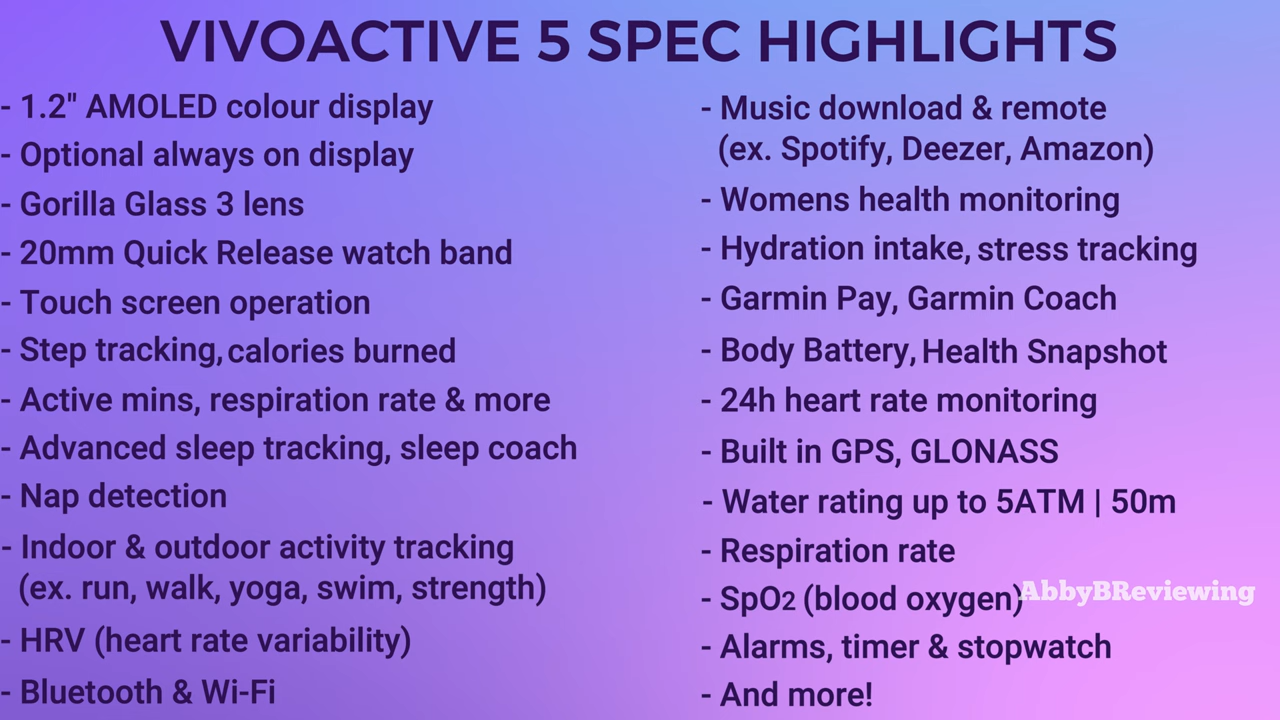 VIVOACTIVE 5 SPEC HIGHLIGHTS
- 1.2" AMOLED colour display
- Optional always on display
- Gorilla Glass 3 lens
- 20mm Quick Release watch band
- Touch screen operation
- Step tracking, calories burned
- Active mins, respiration rate & more
- Advanced sleep tracking, sleep coach
- Nap detection
- Indoor & outdoor activity tracking
(ex. run, walk, yoga, swim, strength)
- HRV (heart rate variability)
- Bluetooth & Wi-Fi
- Music download & remote
(ex. Spotify, Deezer, Amazon)
- Womens health monitoring
- Hydration intake, stress tracking
- Garmin Pay, Garmin Coach
- Body Battery, Health Snapshot
- 24h heart rate monitoring
- Built in GPS, GLONASS
- Water rating up to 5ATM | 50m
- Respiration rate
- SpO2 (blood oxygen)
AbbyBReviewing
- Alarms, timer & stopwatch
- And more!